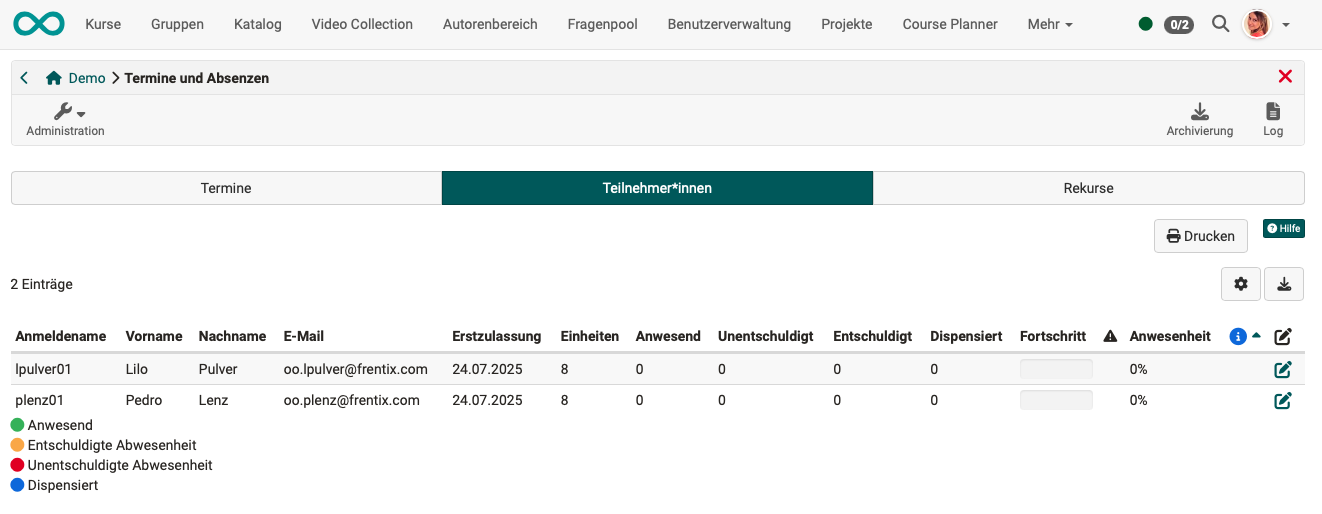 Kurse Gruppen Katalog Video Collection Autorenbereich Fragenpool Benutzerverwaltung Projekte Course Planner Mehr 0/2
Demo Termine und Absenzen
Administration Archivierung Log
Termine Teilnehmer*innen Rekurse
Drucken Hilfe
2 Einträge
Anmeldename Vorname Nachname E-Mail Erstzulassung Einheiten Anwesend Unentschuldigt Entschuldigt Dispensiert Fortschritt Anwesenheit
lpulver01 Lilo Pulver oo.lpulver@frentix.com 24.07.2025 8 0 0 0 0 0%
plenz01 Pedro Lenz oo.plenz@frentix.com 24.07.2025 8 0 0 0 0 0%
Anwesend
Entschuldigte Abwesenheit
Unentschuldigte Abwesenheit
Dispensiert